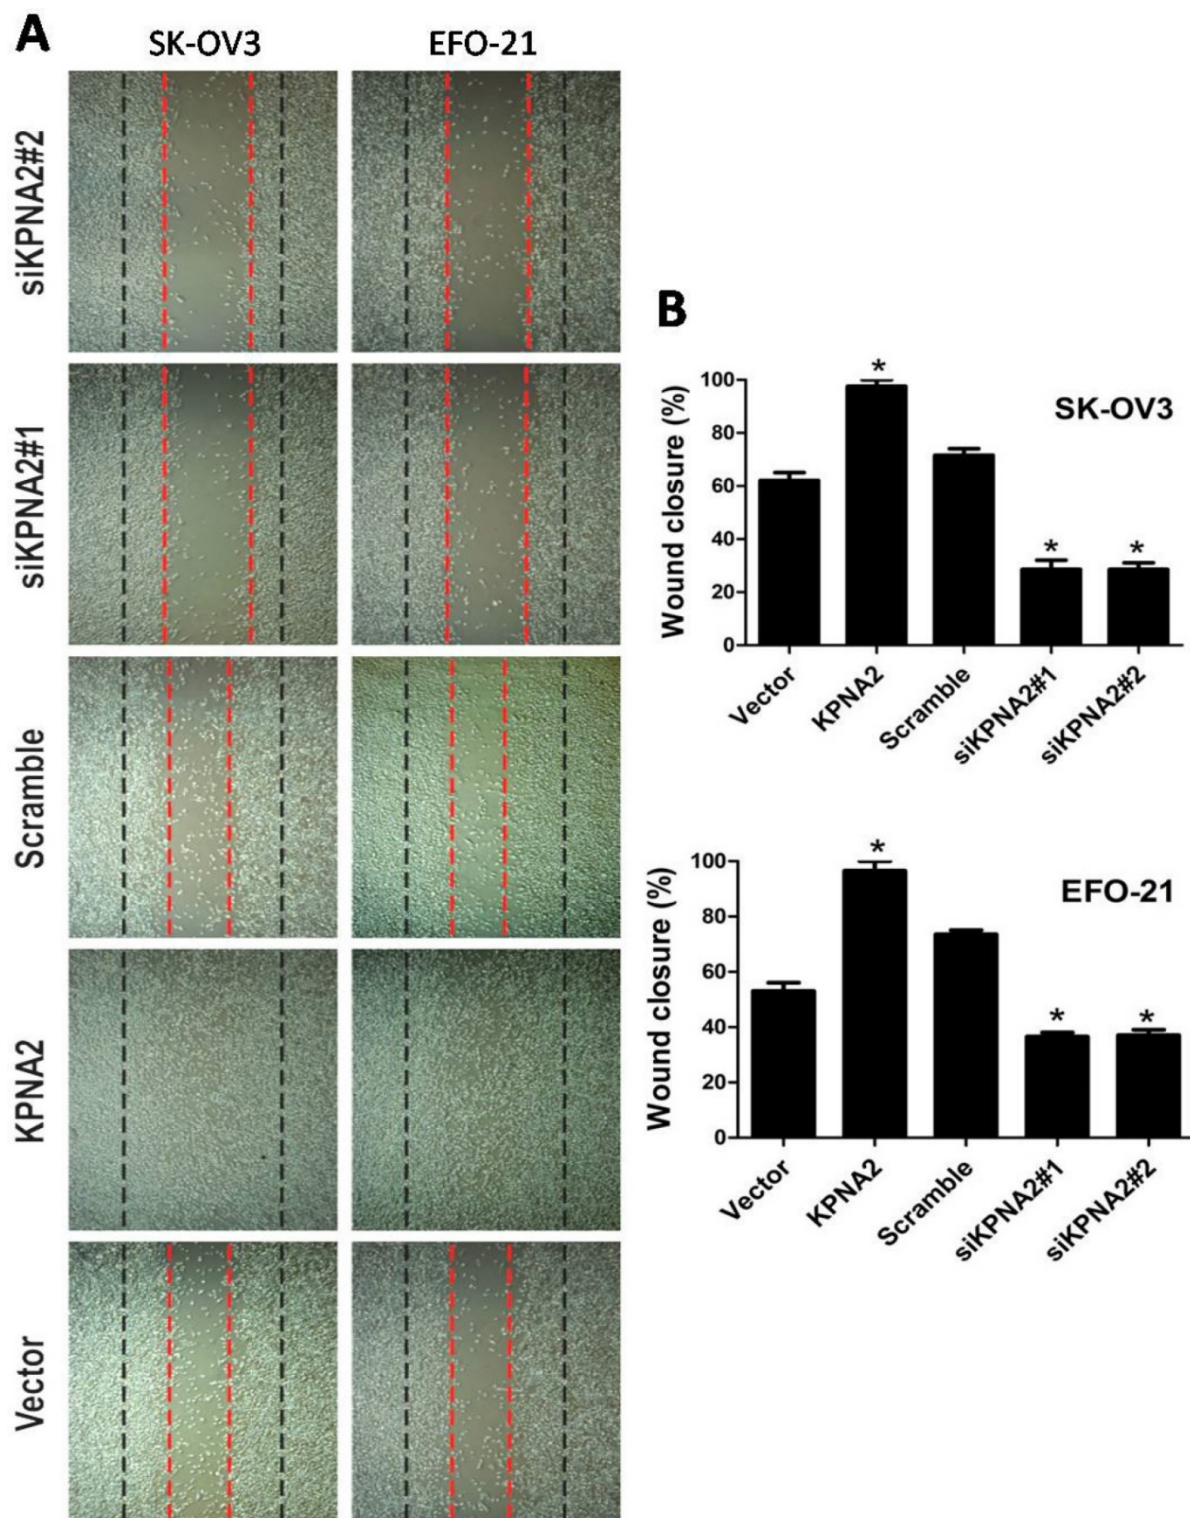 A
SK-OV3
EFO-21
siKPNA2#2
siKPNA2#1
Scramble
KPNA2
Vector
B
SK-OV3
Wound closure (%)
100
80
60
40
20
0
*
*
*
Vector
KPNA2
Scramble
siKPNA2#1
siKPNA2#2
EFO-21
Wound closure (%)
100
80
60
40
20
0
*
*
*
Vector
KPNA2
Scramble
siKPNA2#1
siKPNA2#2